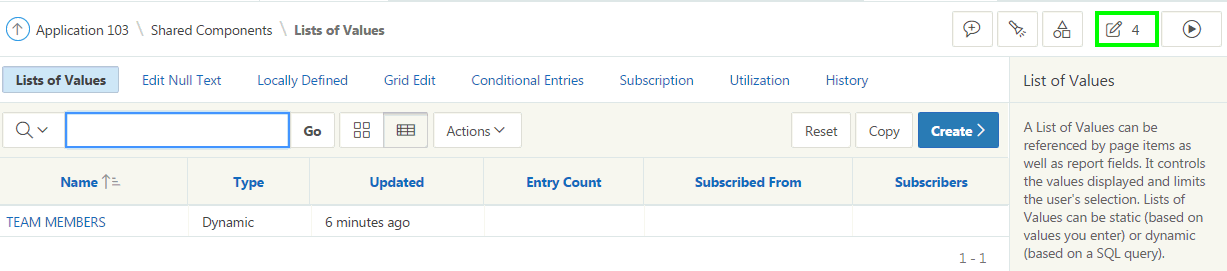 Application 103 \ Shared Components \ Lists of Values
4
Lists of Values Edit Null Text Locally Defined Grid Edit Conditional Entries Subscription Utilization History
List of Values
Go Actions Reset Copy Create
A List of Values can be
referenced by page items as
well as report fields. It controls
the values displayed and limits
the user's selection. Lists of
Values can be static (based on
values you enter) or dynamic
(based on a SQL query).
Name Type Updated Entry Count Subscribed From Subscribers
TEAM MEMBERS Dynamic 6 minutes ago
1 - 1